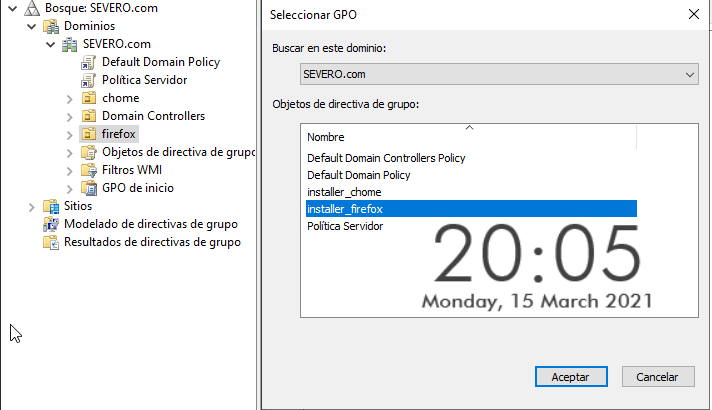 Bosque: SEVERO.com
Dominios
SEVERO.com
Default Domain Policy
Política Servidor
chome
Domain Controllers
firefox
Objetos de directiva de grupo
Filtros WMI
GPO de inicio
Sitios
Modelado de directivas de grupo
Resultados de directivas de grupo
Seleccionar GPO
Buscar en este dominio:
SEVERO.com
Objetos de directiva de grupo:
Nombre
Default Domain Controllers Policy
Default Domain Policy
installer_chome
installer_firefox
Política Servidor
20:05
Monday, 15 March 2021
Aceptar
Cancelar